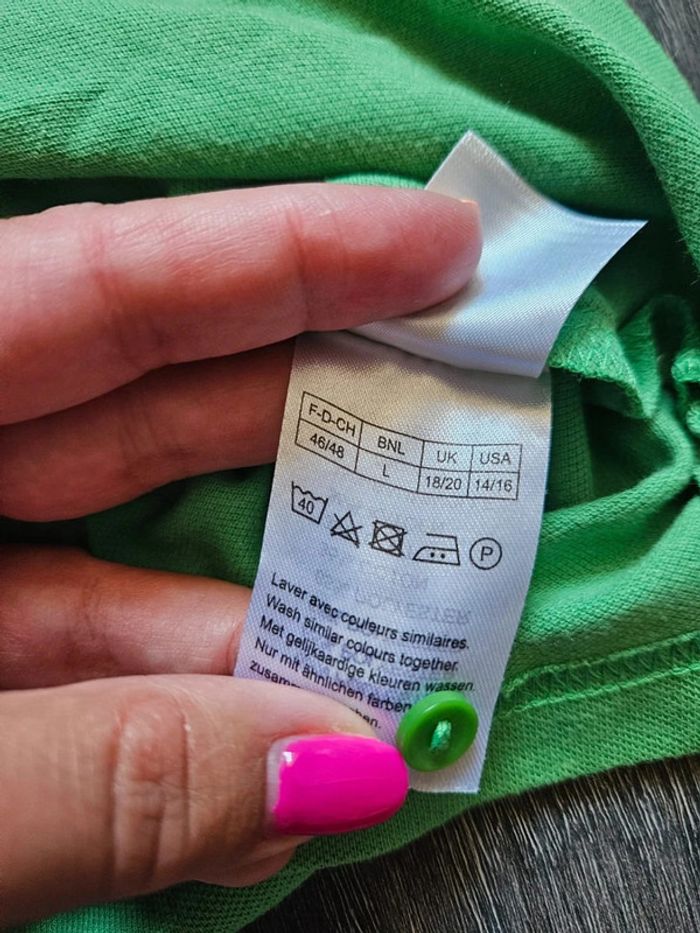 F-D-CH BNL UK USA
46/48 L 18/20 14/16
40 P
Laver avec couleurs similaires.
Wash similar colours together.
Met gelijkaardige kleuren wassen
Nur mit ähnlichen farben